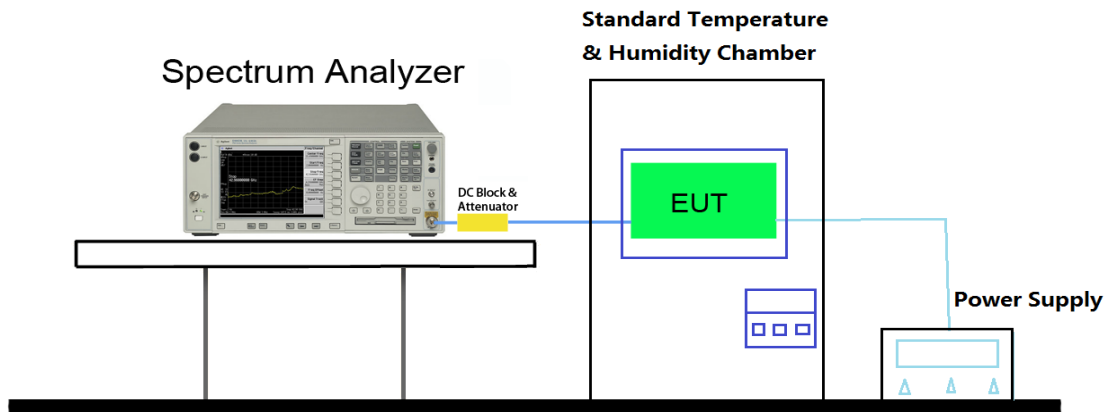 Standard Temperature
& Humidity Chamber
Spectrum Analyzer
DC Block &
Attenuator
EUT
Power Supply